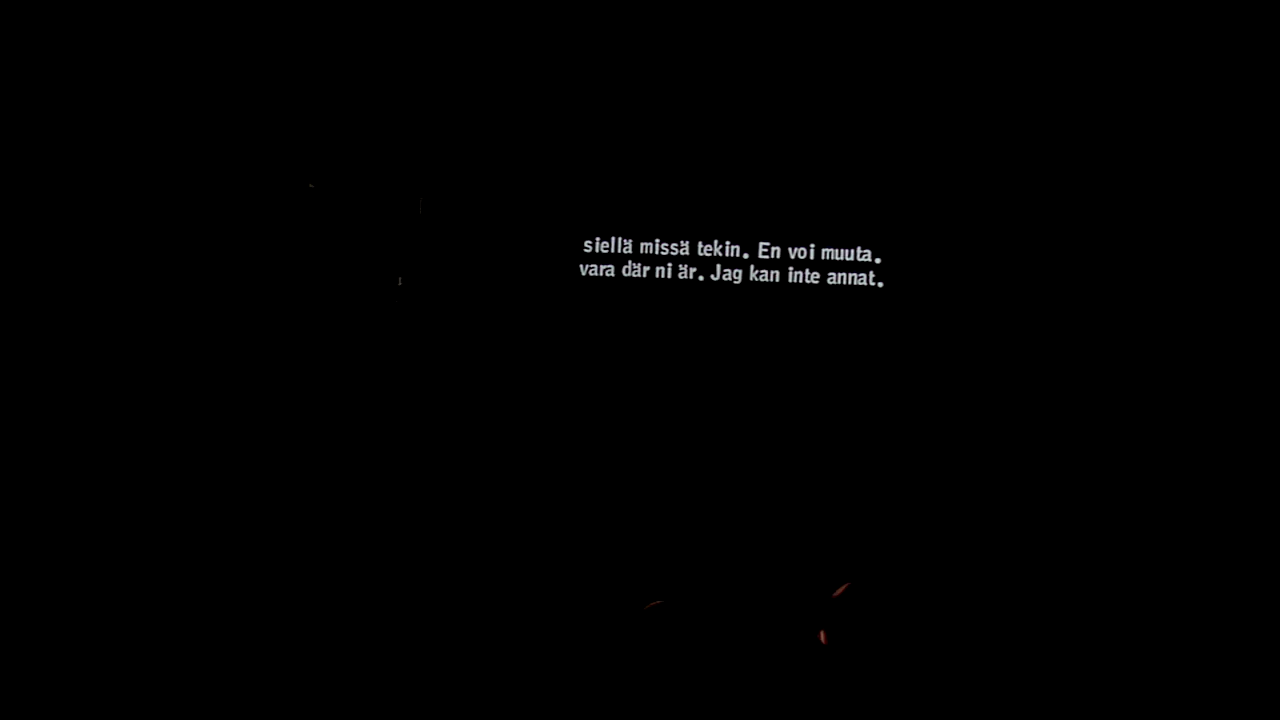 siellä missä tekin. En voi muuta.
vara där ni är. Jag kan inte annat.